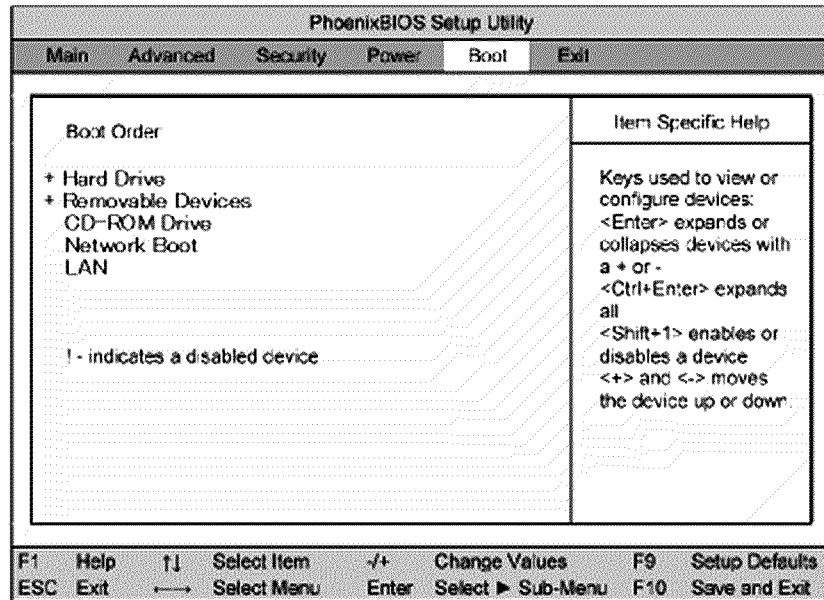 PhoenixBIOS Setup Utility
Main Advanced Security Power Boot Exit
Boot Order
+ Hard Drive
+ Removable Devices
CD-ROM Drive
Network Boot
LAN
! - indicates a disabled device
Item Specific Help
Keys used to view or
configure devices:
<Enter> expands or
collapses devices with
a + or -
<Ctrl+Enter> expands
all
<Shift+1> enables or
disables a device
<+> and <-> moves
the device up or down.
F1 Help ↑↓ Select Item -/+ Change Values F9 Setup Defaults
ESC Exit ←→ Select Menu Enter Select ▶ Sub-Menu F10 Save and Exit